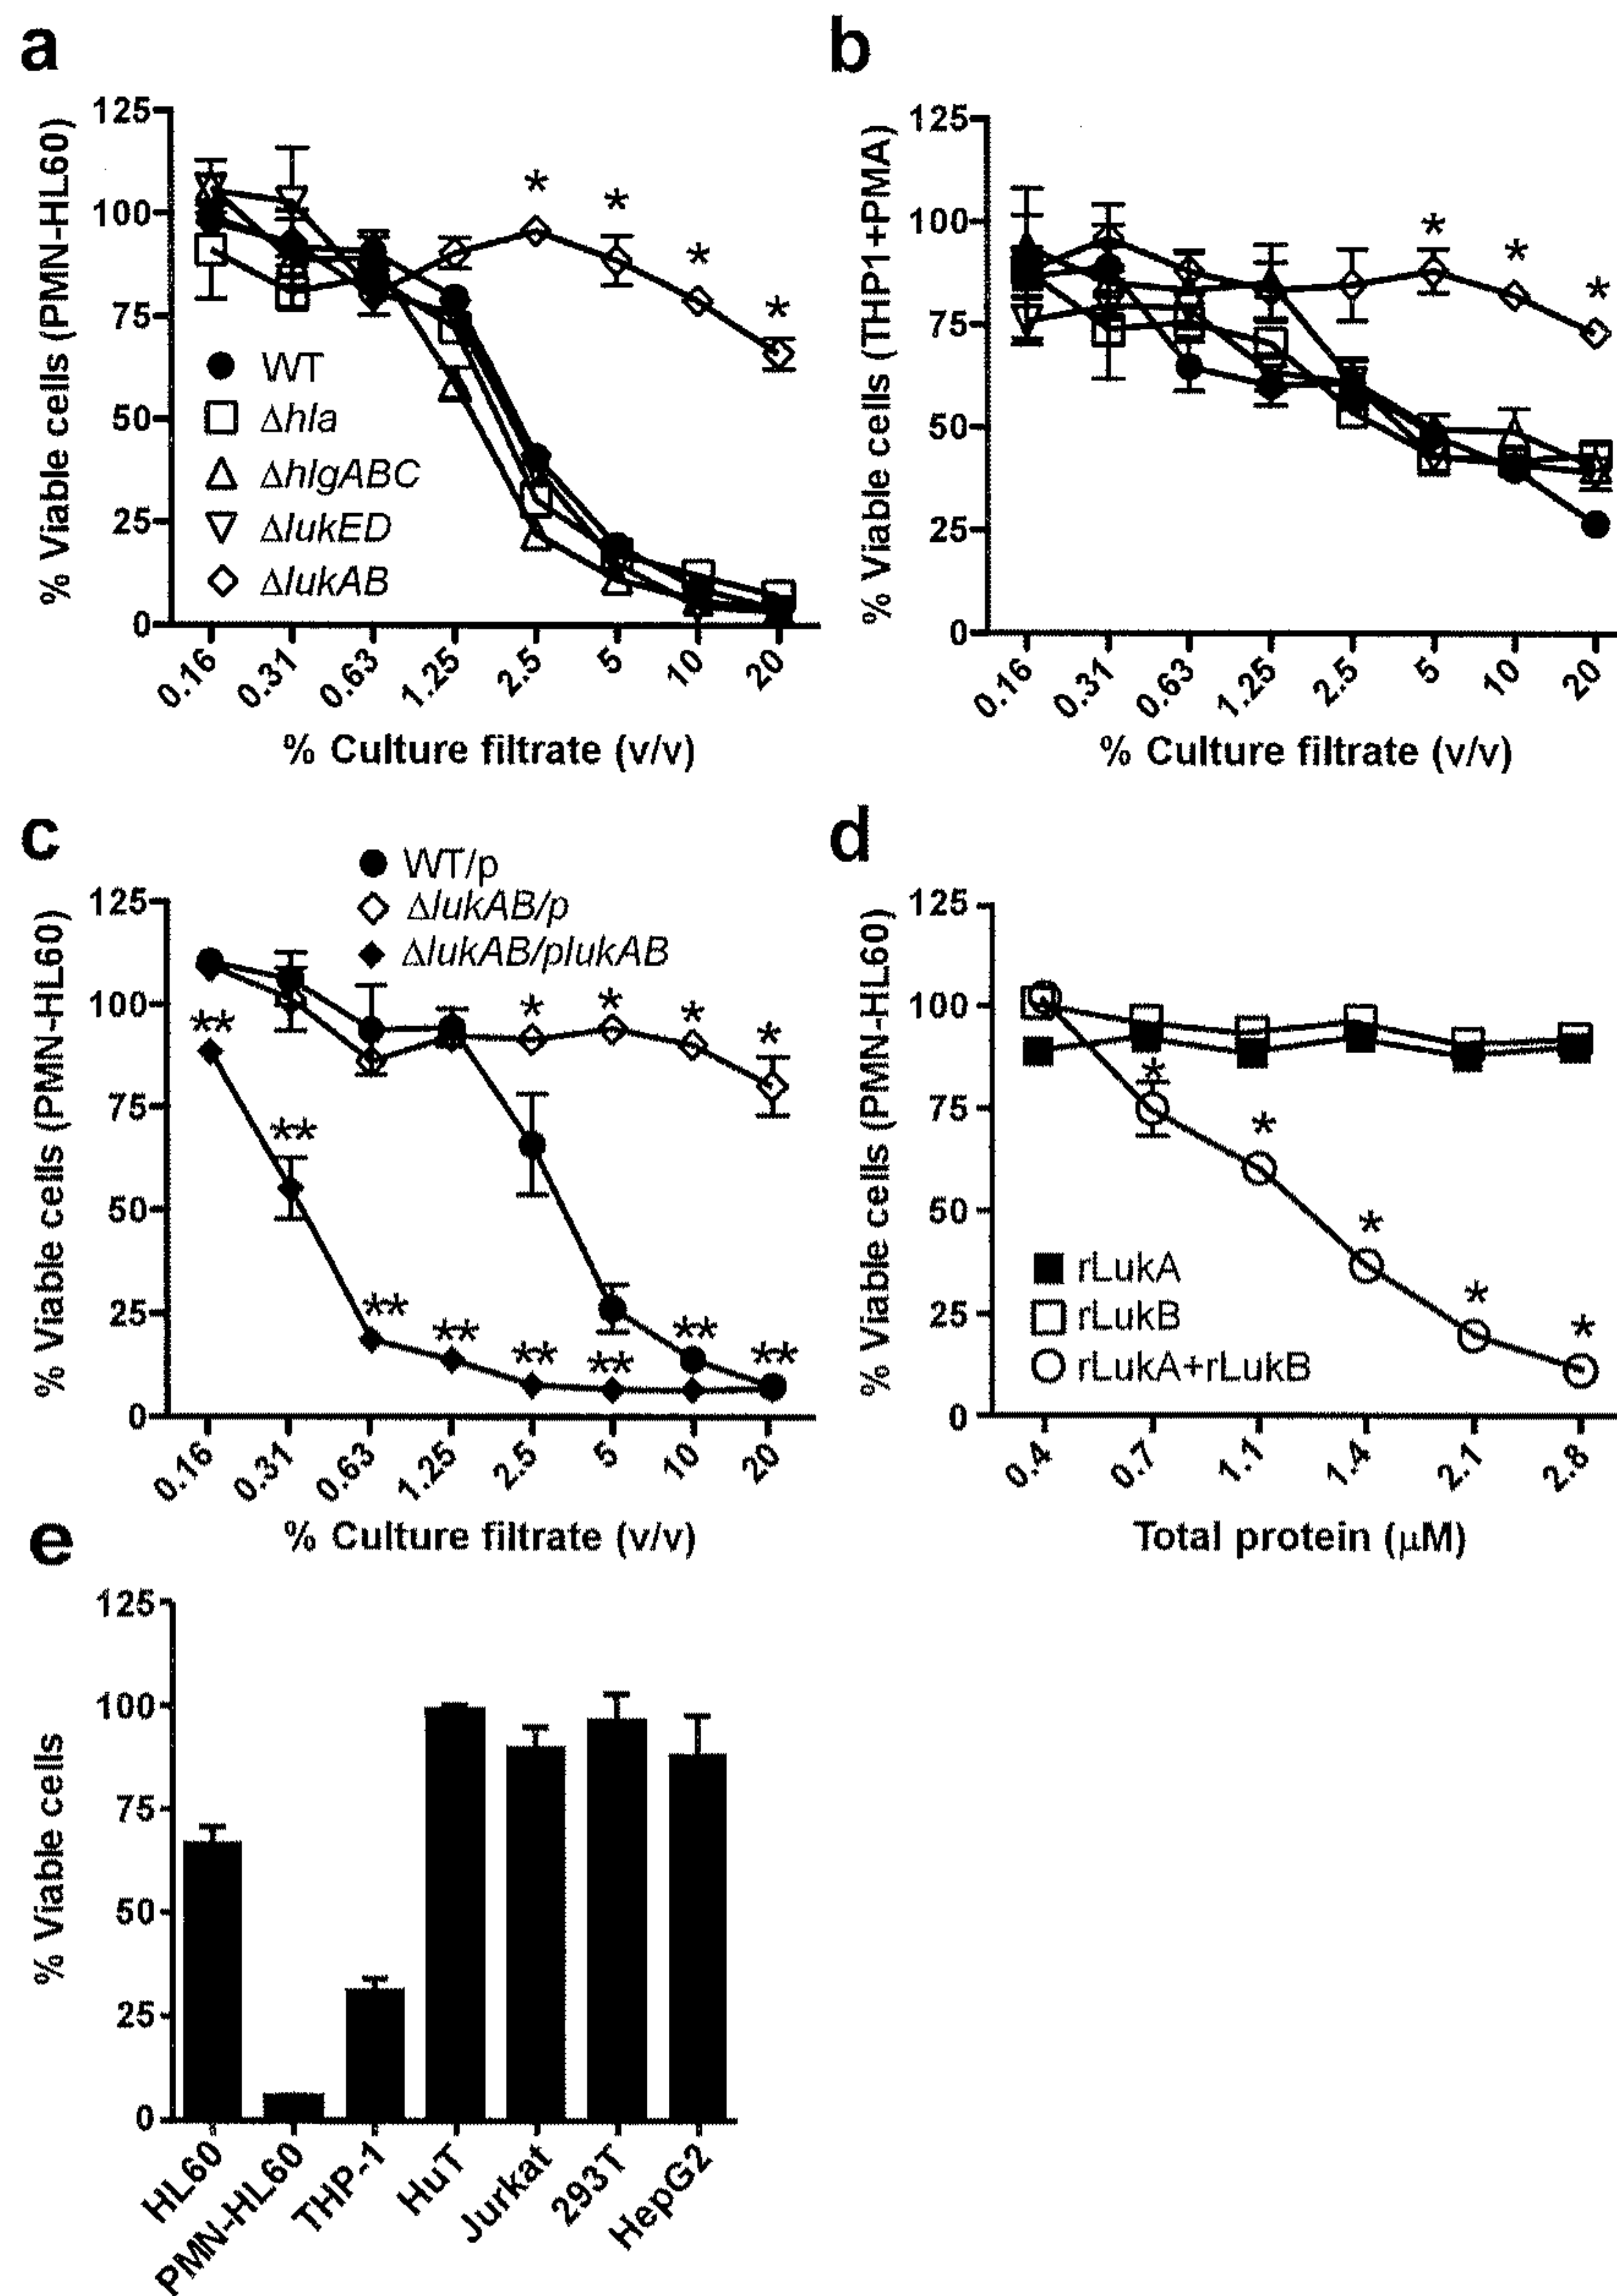 a
% Viable cells (PMN-HL60)
125
100
75
50
25
0
WT
Δhla
ΔhlgABC
ΔlukED
ΔlukAB
* * * *
0.16 0.31 0.63 1.25 2.5 5 10 20
% Culture filtrate (v/v)
b
% Viable cells (THP1+PMA)
125
100
75
50
25
0
* * *
0.16 0.31 0.63 1.25 2.5 5 10 20
% Culture filtrate (v/v)
c
WT/p
ΔlukAB/p
ΔlukAB/plukAB
% Viable cells (PMN-HL60)
125
100
75
50
25
0
* * * *
** ** ** ** ** ** ** **
0.16 0.31 0.63 1.25 2.5 5 10 20
% Culture filtrate (v/v)
d
% Viable cells (PMN-HL60)
125
100
75
50
25
0
* * * * *
rLukA
rLukB
rLukA+rLukB
0.4 0.7 1.1 1.4 2.1 2.8
Total protein (μM)
e
% Viable cells
125
100
75
50
25
0
HL60 PMN-HL60 THP-1 HuT Jurkat 293T HepG2